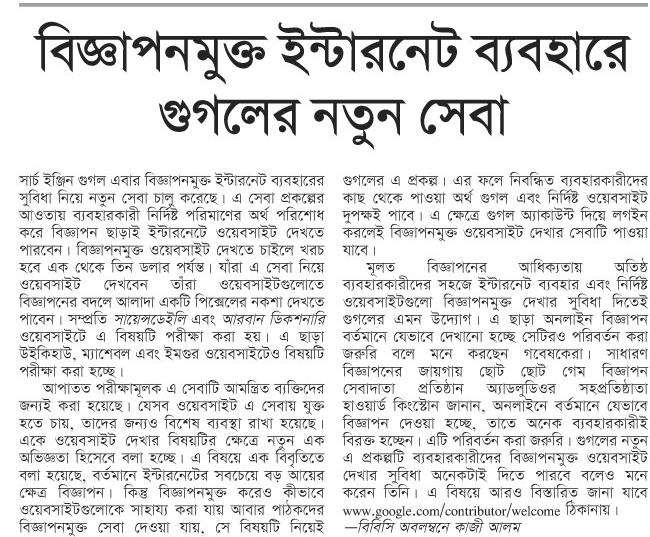 বিজ্ঞাপনমুক্ত ইন্টারনেট ব্যবহারে
গুগলের নতুন সেবা
সার্চ ইঞ্জিন গুগল এবার বিজ্ঞাপনমুক্ত ইন্টারনেট ব্যবহারের
সুবিধা নিয়ে নতুন সেবা চালু করেছে। এ সেবা প্রকল্পের
আওতায় ব্যবহারকারী নির্দিষ্ট পরিমাণের অর্থ পরিশোধ
করে বিজ্ঞাপন ছাড়াই ইন্টারনেটে ওয়েবসাইট দেখতে
পারবেন। বিজ্ঞাপনমুক্ত ওয়েবসাইট দেখতে চাইলে খরচ
হবে এক থেকে তিন ডলার পর্যন্ত। যাঁরা এ সেবা নিয়ে
ওয়েবসাইট দেখবেন তাঁরা ওয়েবসাইটগুলোতে
বিজ্ঞাপনের বদলে আলাদা একটি পিক্সেলের নকশা দেখতে
পাবেন। সম্প্রতি সায়েন্সডেইলি এবং আরবান ডিকশনারি
ওয়েবসাইটে এ বিষয়টি পরীক্ষা করা হয়। এ ছাড়া
উইকিহাউ, ম্যাশেবল এবং ইমগুর ওয়েবসাইটেও বিষয়টি
পরীক্ষা করা হচ্ছে।
আপাতত পরীক্ষামূলক এ সেবাটি আমন্ত্রিত ব্যক্তিদের
জন্যই করা হয়েছে। যেসব ওয়েবসাইট এ সেবায় যুক্ত
হতে চায়, তাদের জন্যও বিশেষ ব্যবস্থা রাখা হয়েছে।
একে ওয়েবসাইট দেখার বিষয়টির ক্ষেত্রে নতুন এক
অভিজ্ঞতা হিসেবে বলা হচ্ছে। এ বিষয়ে এক বিবৃতিতে
বলা হয়েছে, বর্তমানে ইন্টারনেটের সবচেয়ে বড় আয়ের
ক্ষেত্র বিজ্ঞাপন। কিন্তু বিজ্ঞাপনমুক্ত করেও কীভাবে
ওয়েবসাইটগুলোকে সাহায্য করা যায় আবার পাঠকদের
বিজ্ঞাপনমুক্ত সেবা দেওয়া যায়, সে বিষয়টি নিয়েই
গুগলের এ প্রকল্প। এর ফলে নিবন্ধিত ব্যবহারকারীদের
কাছ থেকে পাওয়া অর্থ গুগল এবং নির্দিষ্ট ওয়েবসাইট
দুপক্ষই পাবে। এ ক্ষেত্রে গুগল অ্যাকাউন্ট দিয়ে লগইন
করলেই বিজ্ঞাপনমুক্ত ওয়েবসাইট দেখার সেবাটি পাওয়া
যাবে।
মূলত বিজ্ঞাপনের আধিক্যতায় অতিষ্ঠ
ব্যবহারকারীদের সহজে ইন্টারনেট ব্যবহার এবং নির্দিষ্ট
ওয়েবসাইটগুলো বিজ্ঞাপনমুক্ত দেখার সুবিধা দিতেই
গুগলের এমন উদ্যোগ। এ ছাড়া অনলাইন বিজ্ঞাপন
বর্তমানে যেভাবে দেখানো হচ্ছে সেটিরও পরিবর্তন করা
জরুরি বলে মনে করছেন গবেষকেরা। সাধারণ
বিজ্ঞাপনের জায়গায় ছোট ছোট গেম বিজ্ঞাপন
সেবাদাতা প্রতিষ্ঠান অ্যাডলুডিওর সহপ্রতিষ্ঠাতা
হাওয়ার্ড কিংস্টোন জানান, অনলাইনে বর্তমানে যেভাবে
বিজ্ঞাপন দেওয়া হচ্ছে, তাতে অনেক ব্যবহারকারীই
বিরক্ত হচ্ছেন। এটি পরিবর্তন করা জরুরি। গুগলের নতুন
এ প্রকল্পটি ব্যবহারকারীদের বিজ্ঞাপনমুক্ত ওয়েবসাইট
দেখার সুবিধা অনেকটাই দিতে পারবে বলেও মনে
করেন তিনি। এ বিষয়ে আরও বিস্তারিত জানা যাবে
www.google.com/contributor/welcome ঠিকানায়।
—বিবিসি অবলম্বনে কাজী আলম